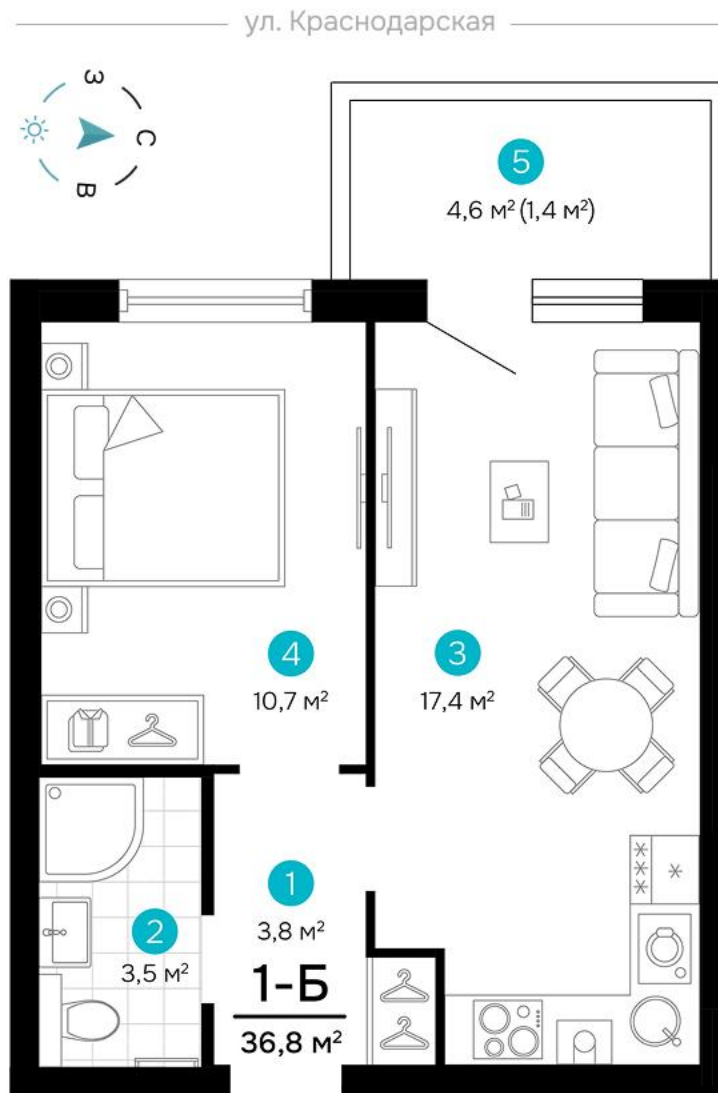 ул. Краснодарская
З
С
В
5
4,6 м² (1,4 м²)
4
10,7 м²
3
17,4 м²
1
3,8 м²
2
3,5 м²
1-Б
36,8 м²